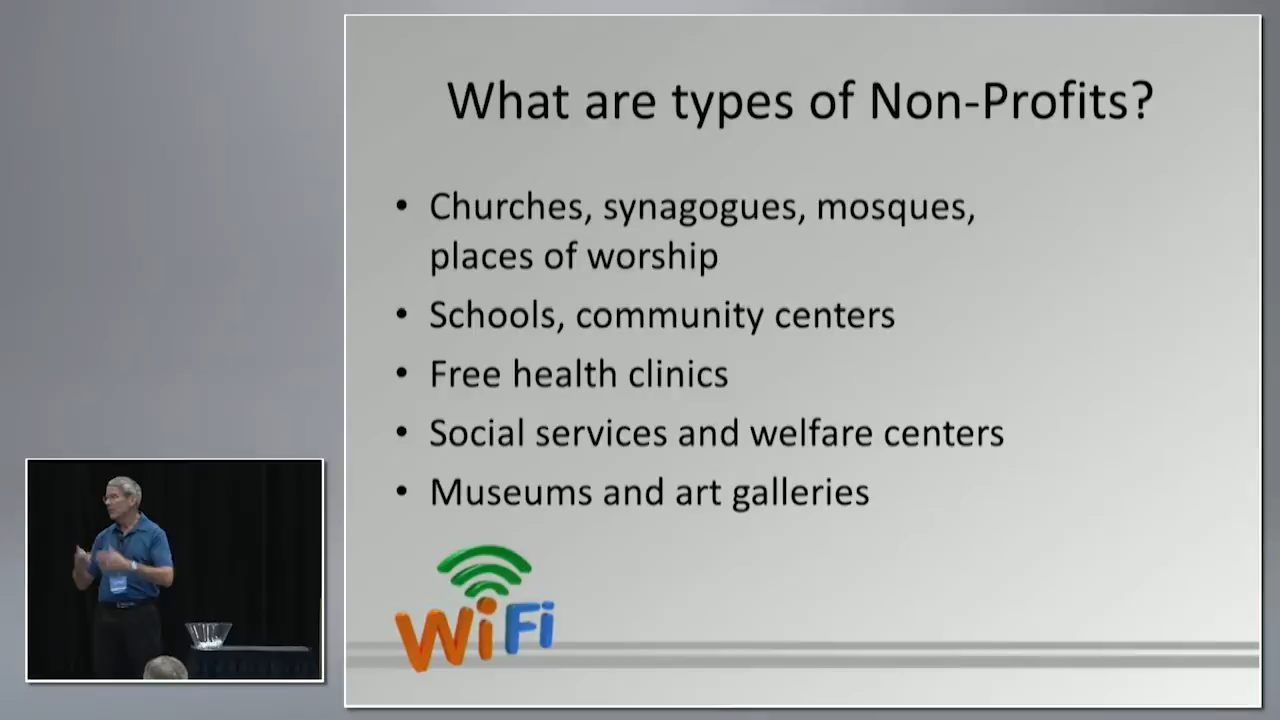 What are types of Non-Profits?
• Churches, synagogues, mosques,
places of worship
• Schools, community centers
• Free health clinics
• Social services and welfare centers
• Museums and art galleries
WiFi